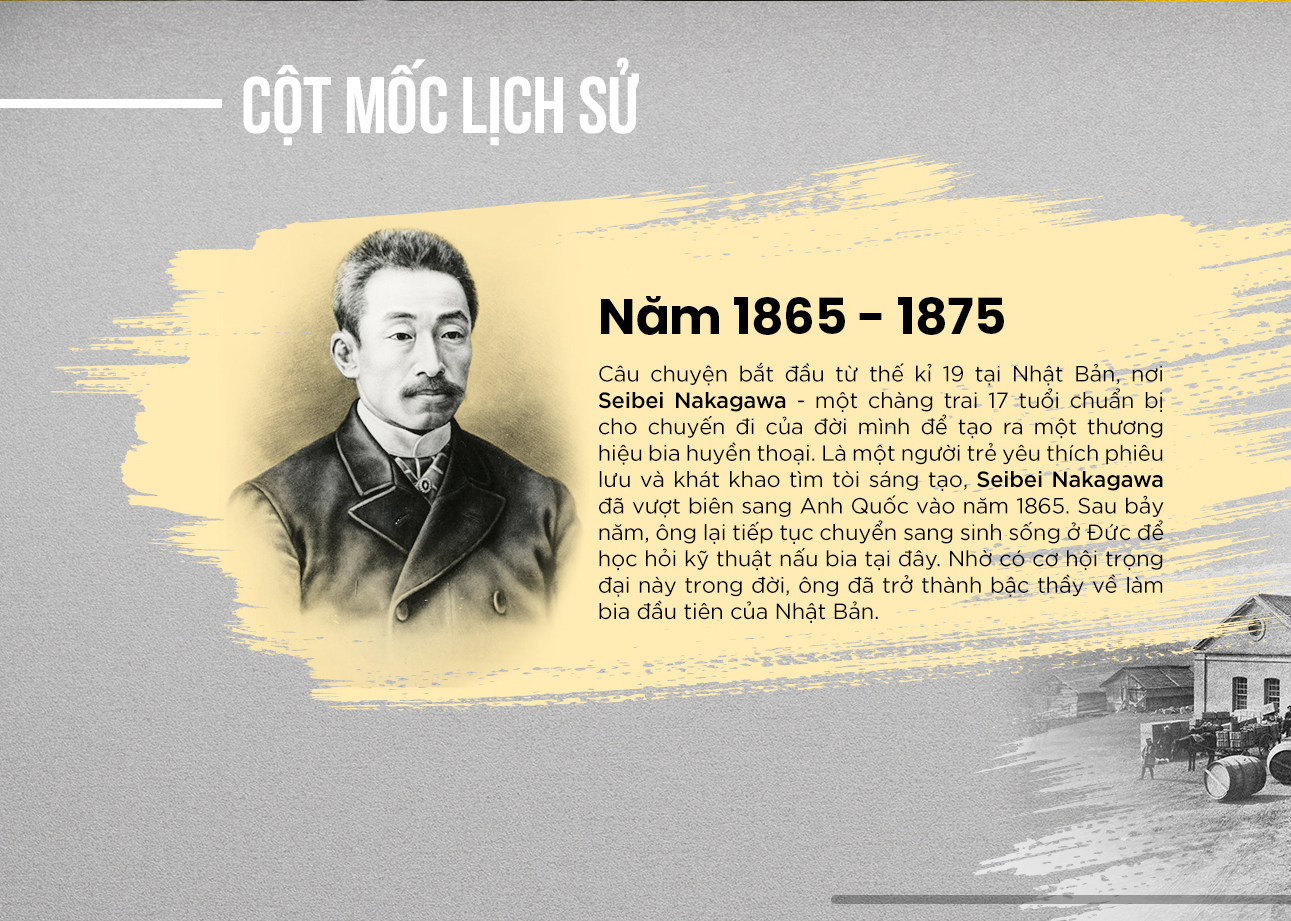 CỘT MỐC LỊCH SỬ
Năm 1865 - 1875
Câu chuyện bắt đầu từ thế kỉ 19 tại Nhật Bản, nơi
Seibei Nakagawa - một chàng trai 17 tuổi chuẩn bị
cho chuyến đi của đời mình để tạo ra một thương
hiệu bia huyền thoại. Là một người trẻ yêu thích phiêu
lưu và khát khao tìm tòi sáng tạo, Seibei Nakagawa
đã vượt biên sang Anh Quốc vào năm 1865. Sau bảy
năm, ông lại tiếp tục chuyển sang sinh sống ở Đức để
học hỏi kỹ thuật nấu bia tại đây. Nhờ có cơ hội trọng
đại này trong đời, ông đã trở thành bậc thầy về làm
bia đầu tiên của Nhật Bản.